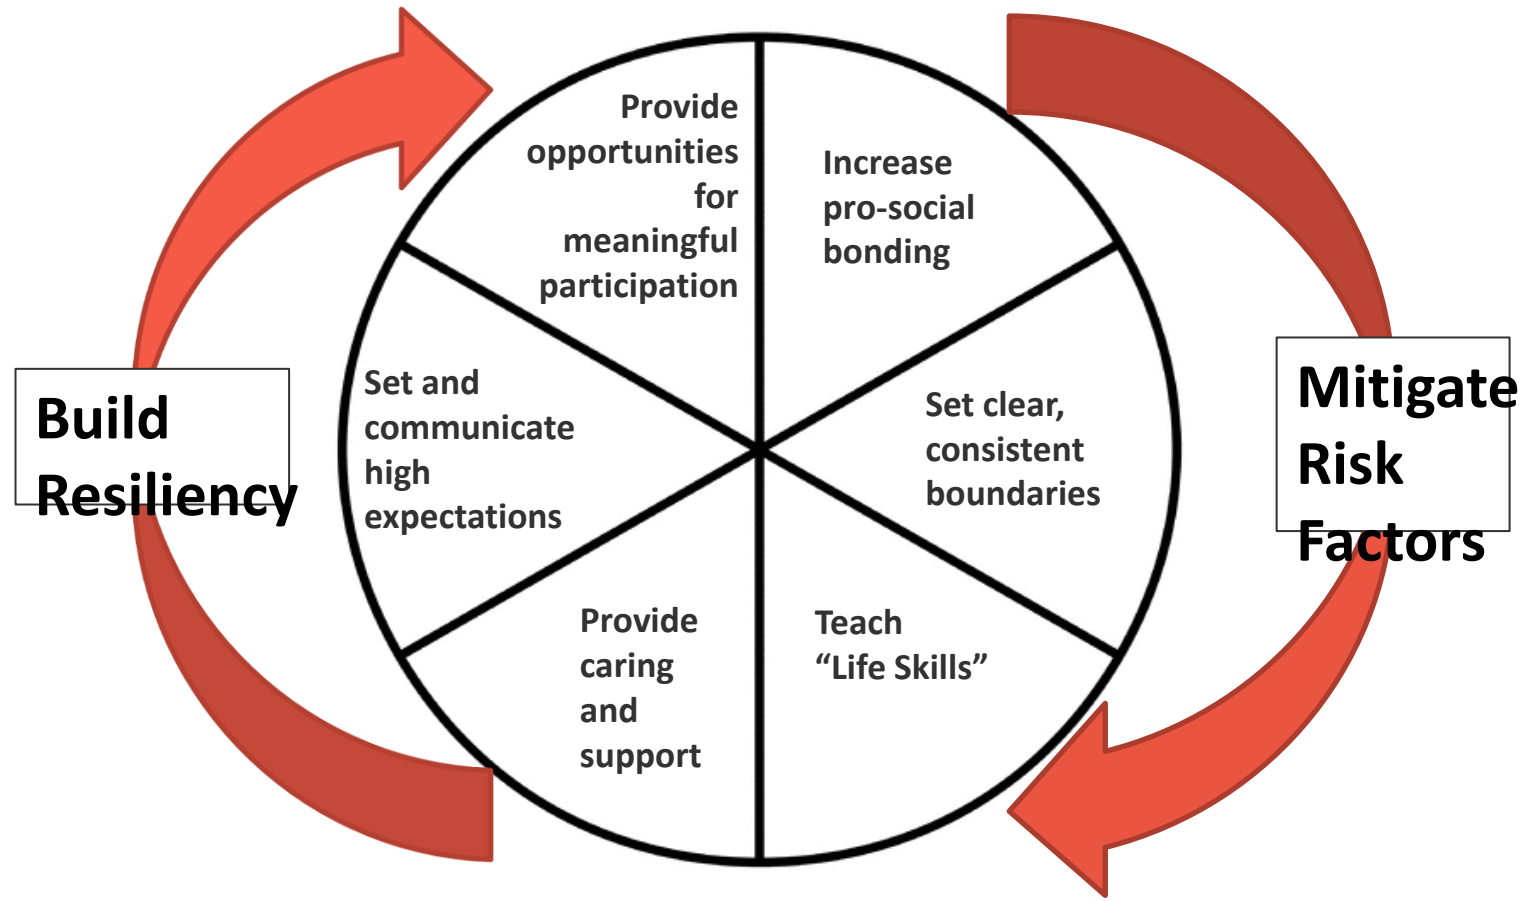 Provide
opportunities
for
meaningful
participation
Increase
pro-social
bonding
Set clear,
consistent
boundaries
Teach
“Life Skills”
Provide
caring
and
support
Set and
communicate
high
expectations
Build
Resiliency
Mitigate
Risk
Factors